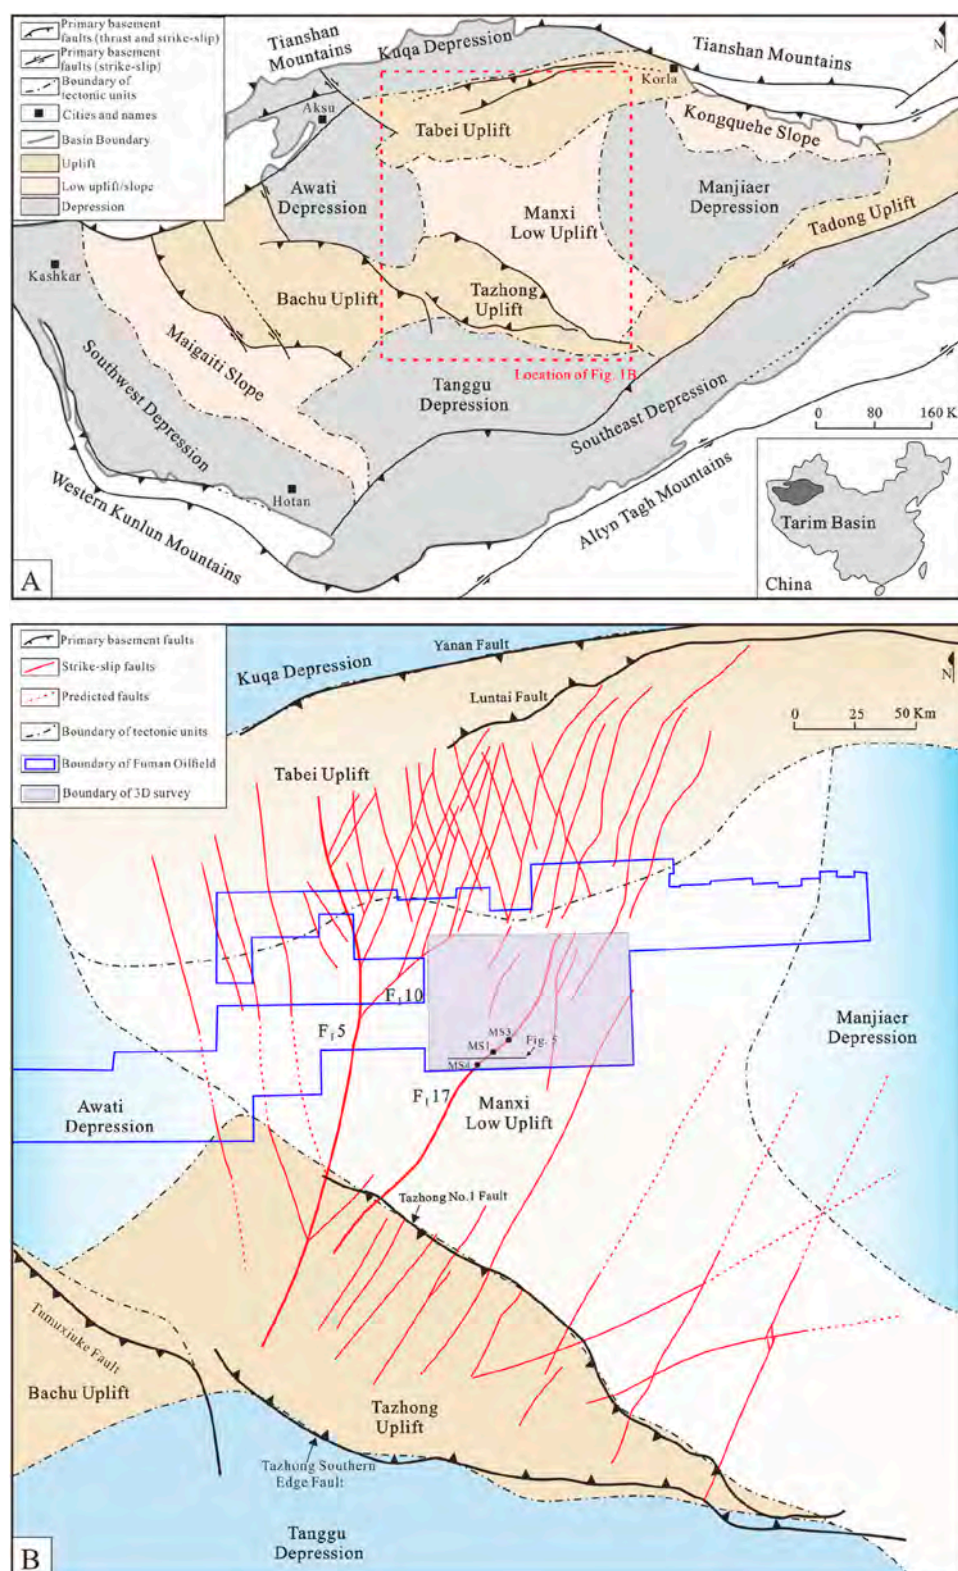 Primary basement
faults (thrust and strike-slip)
Primary basement
faults (strike-slip)
Boundary of
tectonic units
Cities and names
Basin Boundary
Uplift
Low uplift/slope
Depression
Tianshan
Mountains
Kuqa Depression
Tianshan Mountains
N
Korla
Aksu
Tabei Uplift
Kongquehe Slope
Awati
Depression
Manjiaer
Depression
Manxi
Low Uplift
Tadong Uplift
Kashkar
Bachu Uplift
Tazhong
Uplift
Maigaiti Slope
Southwest Depression
Location of Fig. 1B
Tanggu
Depression
Southeast Depression
0 80 160 K
Hotan
Western Kunlun Mountains
Altyn Tagh Mountains
Tarim Basin
China
A
Primary basement faults
Strike-slip faults
Predicted faults
Boundary of tectonic units
Boundary of Fuman Oilfield
Boundary of 3D survey
Kuqa Depression
Yanan Fault
Luntai Fault
N
0 25 50 Km
Tabei Uplift
FI10
FI5
MS3
MS1
Fig. 5
MS4
Manjiaer
Depression
FI17
Manxi
Low Uplift
Awati
Depression
Tazhong No.1 Fault
Tumuxiuke Fault
Bachu Uplift
Tazhong
Uplift
Tazhong Southern
Edge Fault
Tanggu
Depression
B